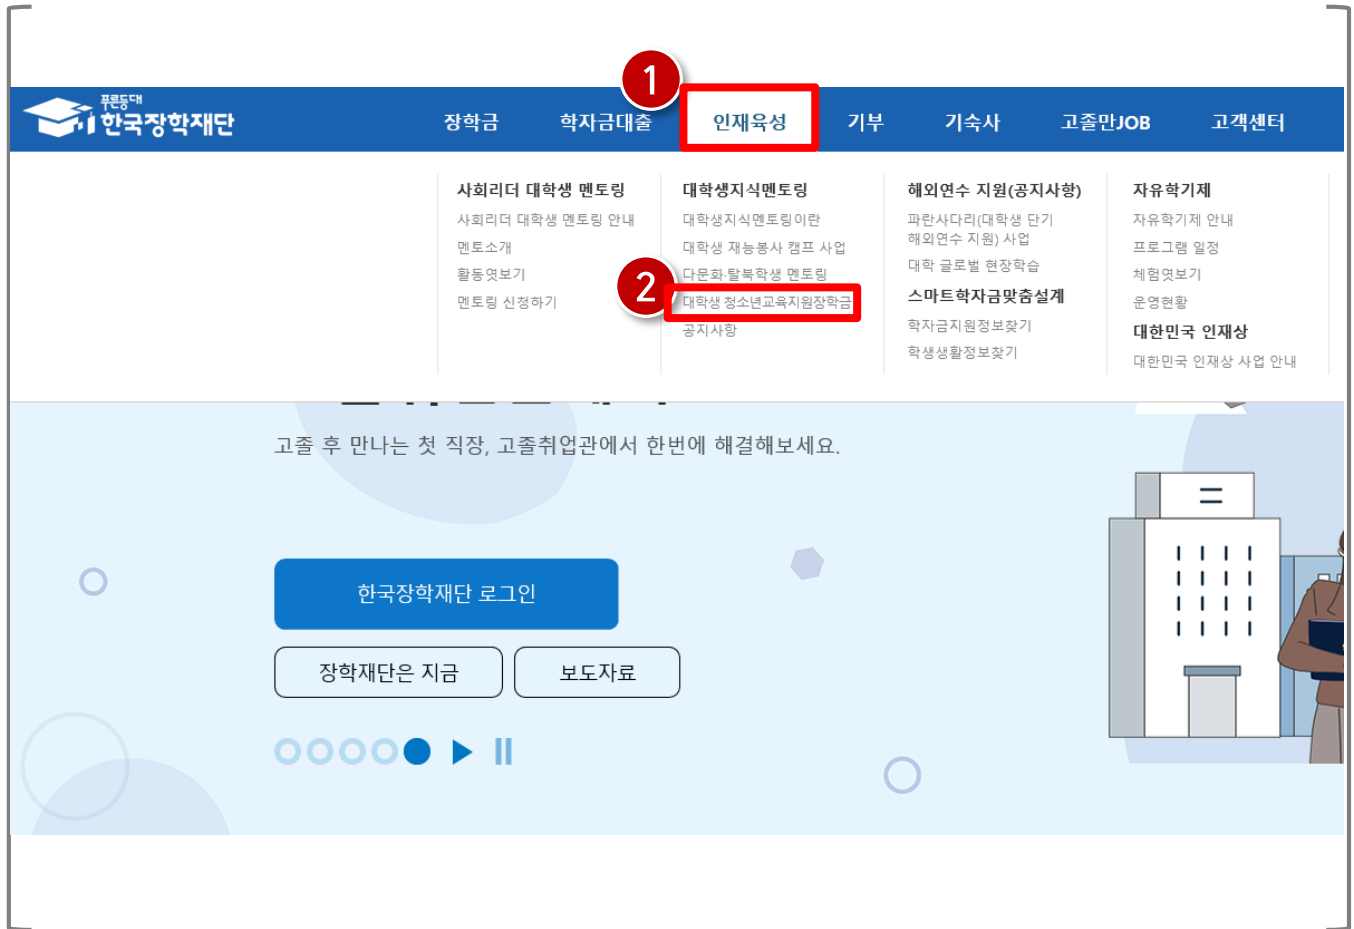 1
푸른등대
한국장학재단
장학금
학자금대출
인재육성
기부
기숙사
고졸만JOB
고객센터
사회리더 대학생 멘토링
사회리더 대학생 멘토링 안내
멘토소개
활동엿보기
멘토링 신청하기
대학생지식멘토링
대학생지식멘토링이란
대학생 재능봉사 캠프 사업
다문화·탈북학생 멘토링
2
대학생 청소년교육지원장학금
공지사항
해외연수 지원(공지사항)
파란사다리(대학생 단기
해외연수 지원) 사업
대학 글로벌 현장학습
스마트학자금맞춤설계
학자금지원정보찾기
학생생활정보찾기
자유학기제
자유학기제 안내
프로그램 일정
체험엿보기
운영현황
대한민국 인재상
대한민국 인재상 사업 안내
고졸 후 만나는 첫 직장, 고졸취업관에서 한번에 해결해보세요.
한국장학재단 로그인
장학재단은 지금
보도자료